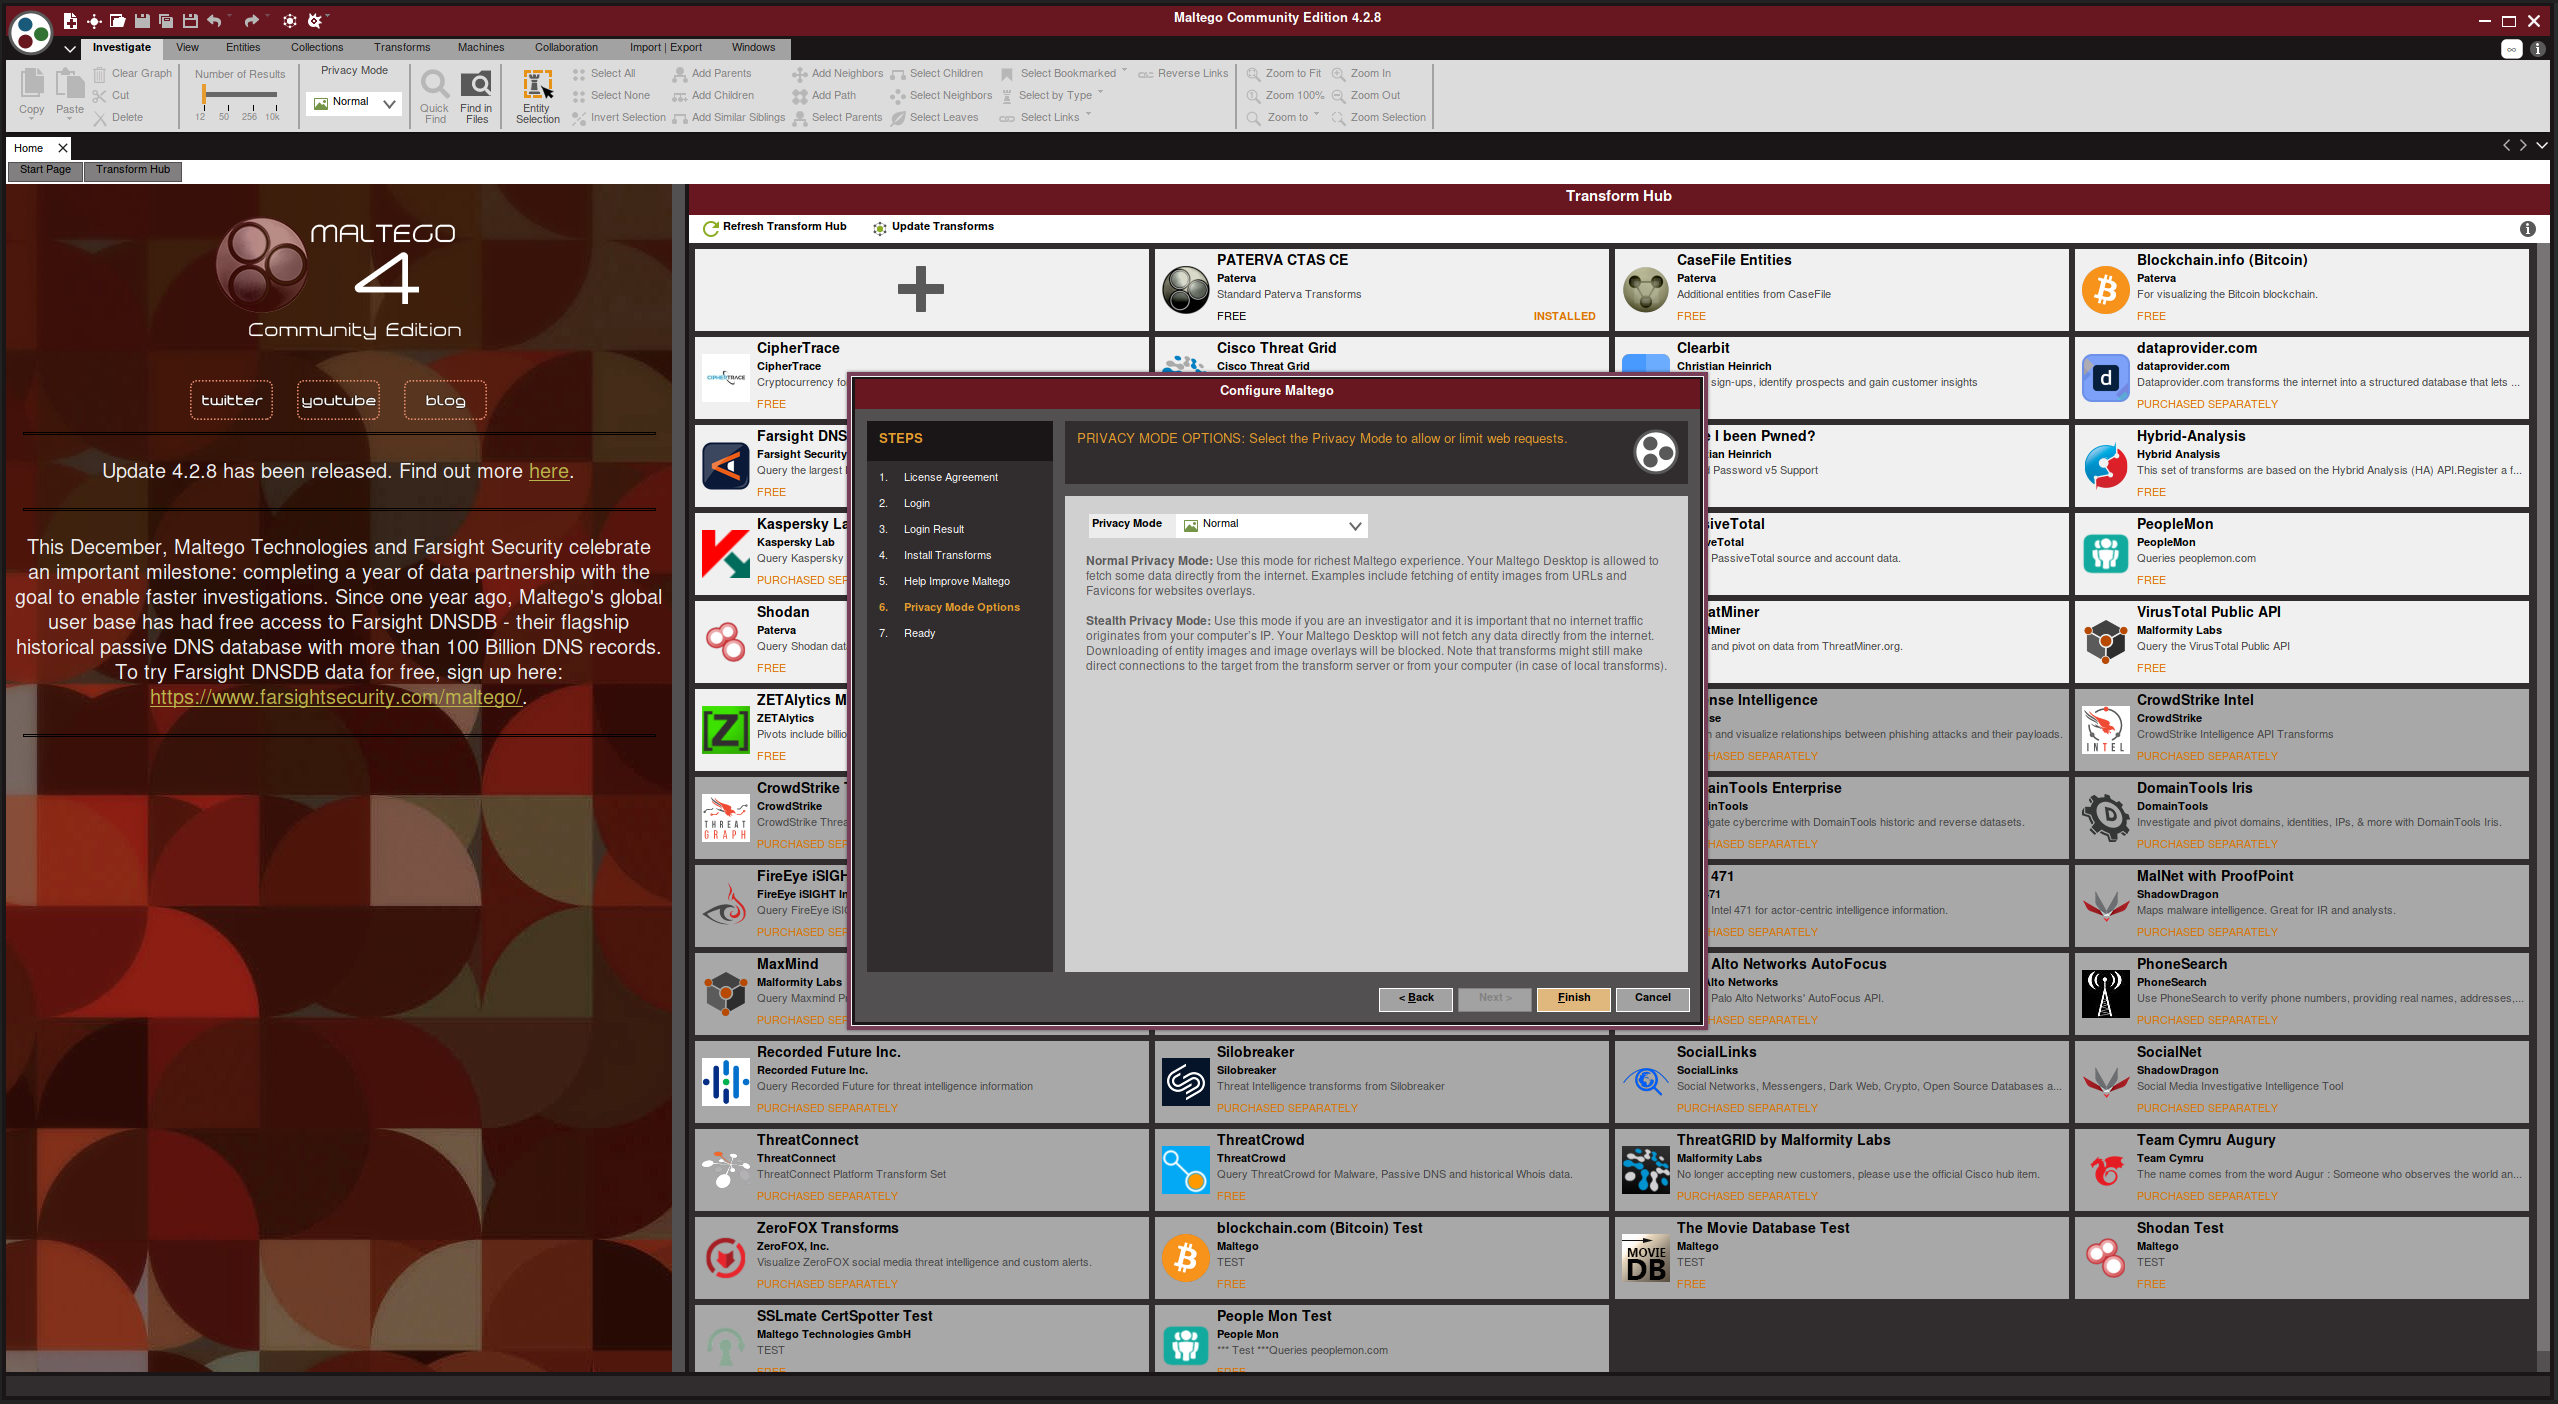 Maltego Community Edition 4.2.8
Investigate View Entities Collections Transforms Machines Collaboration Import | Export Windows
Copy
Paste
Clear Graph
Cut
Delete
Number of Results
12 50 256 10k
Privacy Mode
Normal
Quick Find
Find in Files
Entity Selection
Select All
Select None
Invert Selection
Add Parents
Add Children
Add Similar Siblings
Add Neighbors
Add Path
Select Parents
Select Children
Select Neighbors
Select Leaves
Select Bookmarked
Select by Type
Select Links
Reverse Links
Zoom to Fit
Zoom 100%
Zoom to
Zoom In
Zoom Out
Zoom Selection
Home
Start Page Transform Hub
MALTEGO
4
Community Edition
twitter youtube blog
Update 4.2.8 has been released. Find out more here.
This December, Maltego Technologies and Farsight Security celebrate
an important milestone: completing a year of data partnership with the
goal to enable faster investigations. Since one year ago, Maltego's global
user base has had free access to Farsight DNSDB - their flagship
historical passive DNS database with more than 100 Billion DNS records.
To try Farsight DNSDB data for free, sign up here:
https://www.farsightsecurity.com/maltego/.
Transform Hub
Refresh Transform Hub Update Transforms
PATERVA CTAS CE
Paterva
Standard Paterva Transforms
FREE INSTALLED
CaseFile Entities
Paterva
Additional entities from CaseFile
FREE
Blockchain.info (Bitcoin)
Paterva
For visualizing the Bitcoin blockchain.
FREE
CipherTrace
CipherTrace
Cryptocurrency fo
FREE
Cisco Threat Grid
Cisco Threat Grid
Clearbit
Christian Heinrich
sign-ups, identify prospects and gain customer insights
dataprovider.com
dataprovider.com
Dataprovider.com transforms the internet into a structured database that lets ...
PURCHASED SEPARATELY
Farsight DNS
Farsight Security
Query the largest
FREE
I been Pwned?
tian Heinrich
Password v5 Support
Hybrid-Analysis
Hybrid Analysis
This set of transforms are based on the Hybrid Analysis (HA) API.Register a f...
FREE
Kaspersky La
Kaspersky Lab
Query Kaspersky
PURCHASED SEP
siveTotal
veTotal
PassiveTotal source and account data.
PeopleMon
PeopleMon
Queries peoplemon.com
FREE
Shodan
Paterva
Query Shodan dat
FREE
atMiner
tMiner
and pivot on data from ThreatMiner.org.
VirusTotal Public API
Malformity Labs
Query the VirusTotal Public API
FREE
ZETAlytics M
ZETAlytics
Pivots include billio
FREE
nse Intelligence
se
n and visualize relationships between phishing attacks and their payloads.
HASED SEPARATELY
CrowdStrike Intel
CrowdStrike
CrowdStrike Intelligence API Transforms
PURCHASED SEPARATELY
CrowdStrike T
CrowdStrike
CrowdStrike Threa
PURCHASED SEP
ainTools Enterprise
inTools
igate cybercrime with DomainTools historic and reverse datasets.
HASED SEPARATELY
DomainTools Iris
DomainTools
Investigate and pivot domains, identities, IPs, & more with DomainTools Iris.
PURCHASED SEPARATELY
FireEye iSIGH
FireEye iSIGHT In
Query FireEye iSIG
PURCHASED SEP
471
71
Intel 471 for actor-centric intelligence information.
HASED SEPARATELY
MalNet with ProofPoint
ShadowDragon
Maps malware intelligence. Great for IR and analysts.
PURCHASED SEPARATELY
MaxMind
Malformity Labs
Query Maxmind Pr
PURCHASED SEP
Alto Networks AutoFocus
Alto Networks
Palo Alto Networks' AutoFocus API.
HASED SEPARATELY
PhoneSearch
PhoneSearch
Use PhoneSearch to verify phone numbers, providing real names, addresses,...
PURCHASED SEPARATELY
Recorded Future Inc.
Recorded Future Inc.
Query Recorded Future for threat intelligence information
PURCHASED SEPARATELY
Silobreaker
Silobreaker
Threat Intelligence transforms from Silobreaker
PURCHASED SEPARATELY
SocialLinks
SocialLinks
Social Networks, Messengers, Dark Web, Crypto, Open Source Databases a...
PURCHASED SEPARATELY
SocialNet
ShadowDragon
Social Media Investigative Intelligence Tool
PURCHASED SEPARATELY
ThreatConnect
ThreatConnect
ThreatConnect Platform Transform Set
PURCHASED SEPARATELY
ThreatCrowd
ThreatCrowd
Query ThreatCrowd for Malware, Passive DNS and historical Whois data.
FREE
ThreatGRID by Malformity Labs
Malformity Labs
No longer accepting new customers, please use the official Cisco hub item.
PURCHASED SEPARATELY
Team Cymru Augury
Team Cymru
The name comes from the word Augur : Someone who observes the world an...
PURCHASED SEPARATELY
ZeroFOX Transforms
ZeroFOX, Inc.
Visualize ZeroFOX social media threat intelligence and custom alerts.
PURCHASED SEPARATELY
blockchain.com (Bitcoin) Test
Maltego
TEST
FREE
MOVIE
DB
The Movie Database Test
Maltego
TEST
FREE
Shodan Test
Maltego
TEST
FREE
SSLmate CertSpotter Test
Maltego Technologies GmbH
TEST
FREE
People Mon Test
People Mon
*** Test ***Queries peoplemon.com
FREE
Configure Maltego
STEPS
1. License Agreement
2. Login
3. Login Result
4. Install Transforms
5. Help Improve Maltego
6. Privacy Mode Options
7. Ready
PRIVACY MODE OPTIONS: Select the Privacy Mode to allow or limit web requests.
Privacy Mode Normal
Normal Privacy Mode: Use this mode for richest Maltego experience. Your Maltego Desktop is allowed to
fetch some data directly from the internet. Examples include fetching of entity images from URLs and
Favicons for websites overlays.
Stealth Privacy Mode: Use this mode if you are an investigator and it is important that no internet traffic
originates from your computer's IP. Your Maltego Desktop will not fetch any data directly from the internet.
Downloading of entity images and image overlays will be blocked. Note that transforms might still make
direct connections to the target from the transform server or from your computer (in case of local transforms).
< Back Next > Finish Cancel